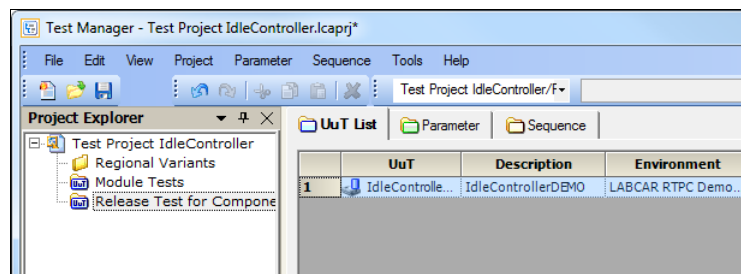 Test Manager - Test Project IdleController.lcaprj*
File Edit View Project Parameter Sequence Tools Help
Test Project IdleController/F
Project Explorer
UuT List Parameter Sequence
Test Project IdleController
Regional Variants
UuT Module Tests
UuT Release Test for Compone
UuT Description Environment
1 IdleControlle... IdleControllerDEMO LABCAR RTPC Demo..